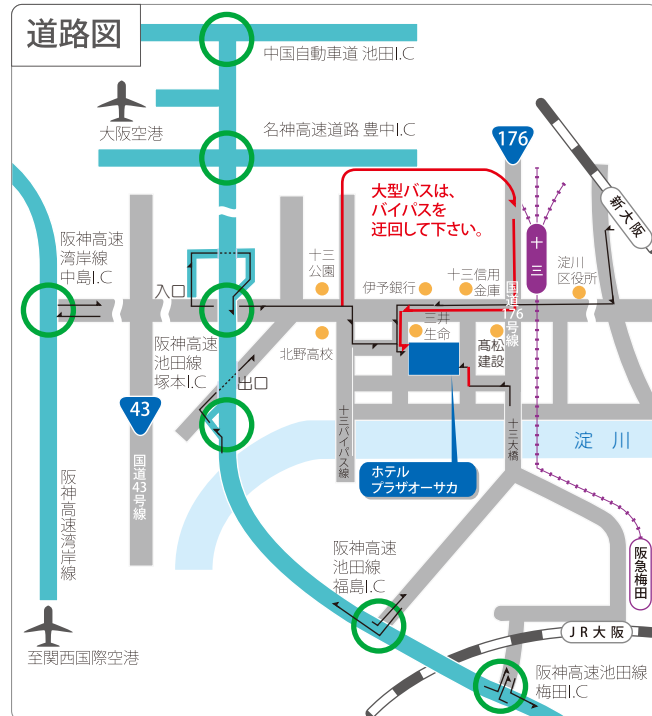 道路図
中国自動車道 池田I.C
大阪空港
名神高速道路 豊中I.C
176
大型バスは、
バイパスを
迂回して下さい。
新大阪
阪神高速
湾岸線
中島I.C
十三
公園
十三
伊予銀行
十三信用
金庫
淀川
区役所
入口
国道176号線
三井
生命
髙松
建設
阪神高速
池田線
塚本I.C
北野高校
出口
43
国道43号線
十三バイパス線
十三大橋
淀川
ホテル
プラザオーサカ
阪神高速湾岸線
阪神高速
池田線
福島I.C
阪急梅田
JR大阪
至関西国際空港
阪神高速池田線
梅田I.C